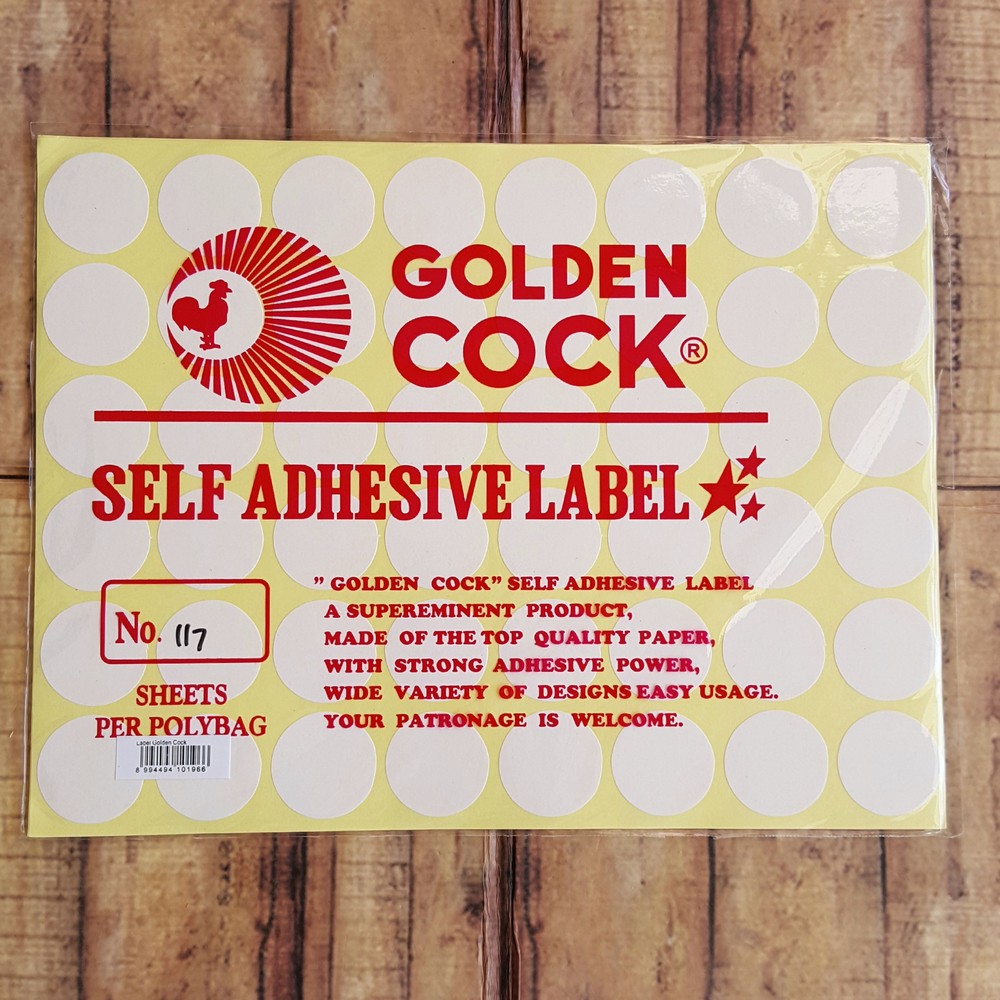 GOLDEN
COCK®
SELF ADHESIVE LABEL
No. 117
SHEETS
PER POLYBAG
Label Golden Cock
8 994494 101966
" GOLDEN COCK" SELF ADHESIVE LABEL
A SUPEREMINENT PRODUCT,
MADE OF THE TOP QUALITY PAPER,
WITH STRONG ADHESIVE POWER,
WIDE VARIETY OF DESIGNS EASY USAGE.
YOUR PATRONAGE IS WELCOME.